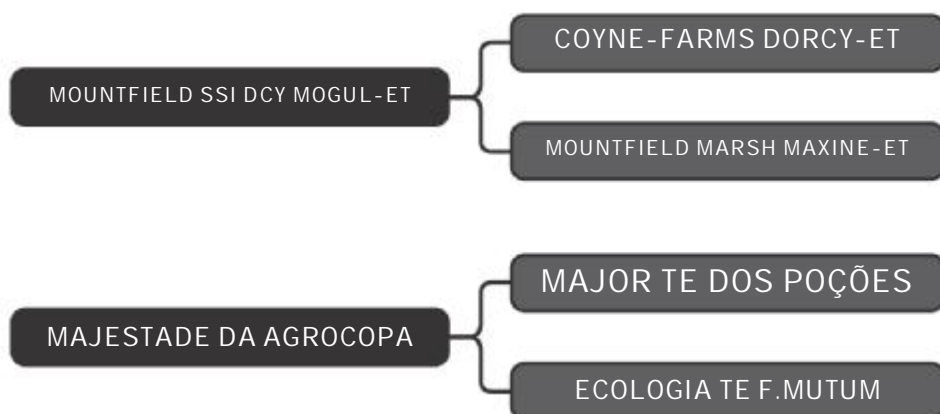 COYNE-FARMS DORCY-ET
MOUNTFIELD SSI DCY MOGUL-ET
MOUNTFIELD MARSH MAXINE-ET
MAJOR TE DOS POÇÕES
MAJESTADE DA AGROCOPA
ECOLOGIA TE F.MUTUM